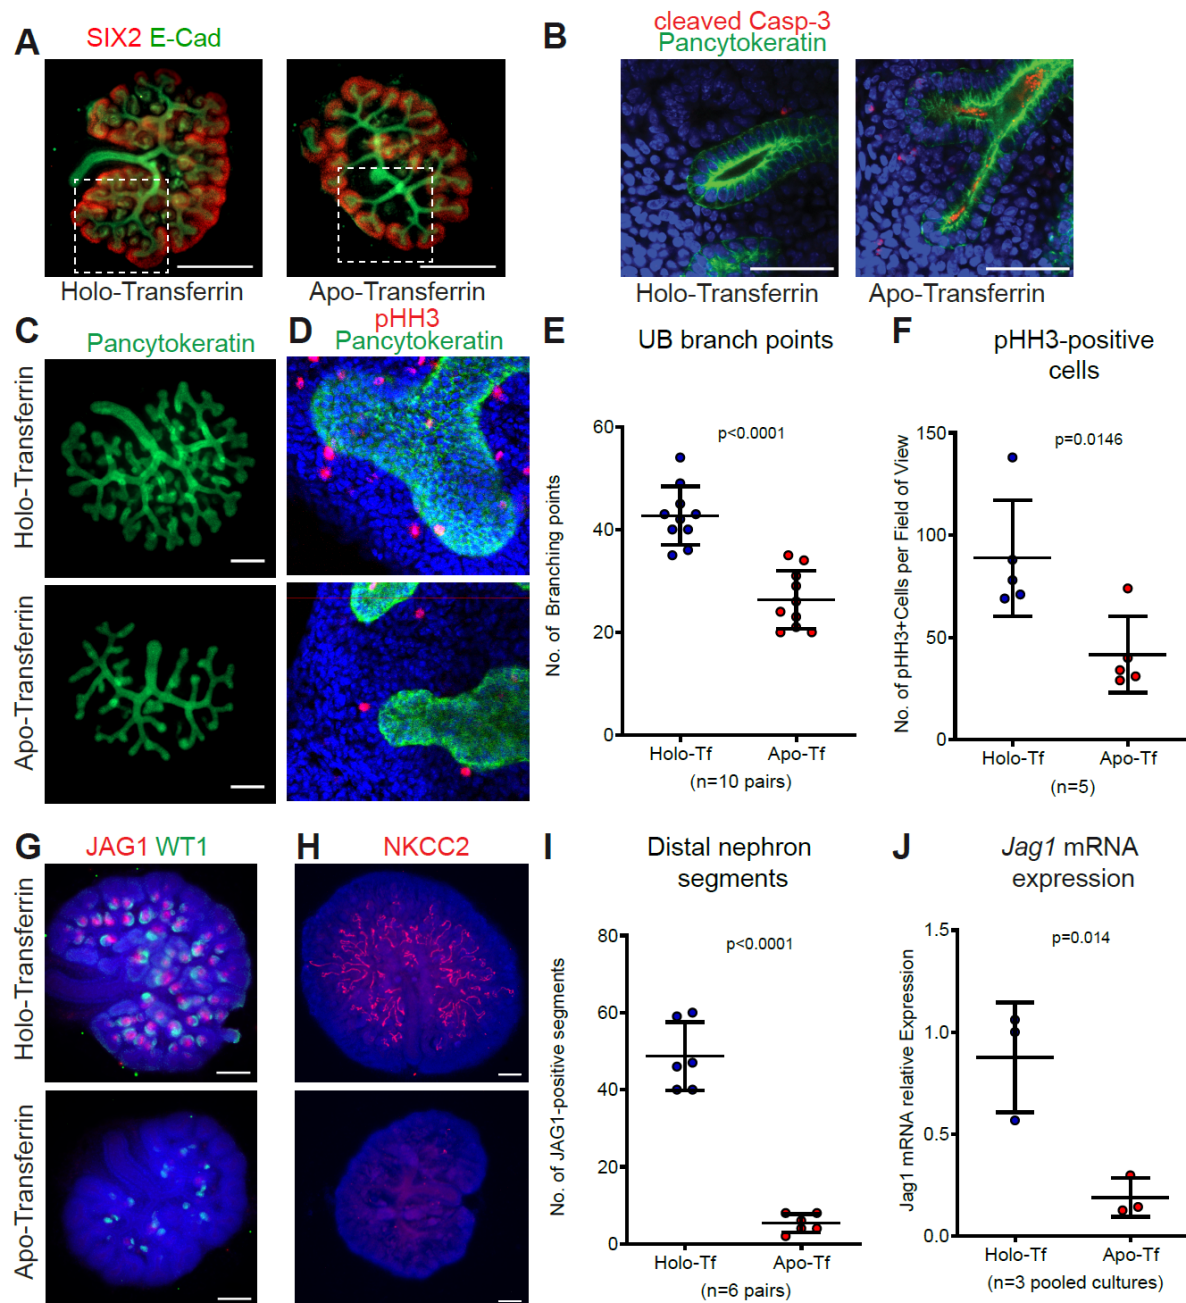 A
SIX2 E-Cad
Holo-Transferrin
Apo-Transferrin
B
cleaved Casp-3
Pancytokeratin
Holo-Transferrin
Apo-Transferrin
C
Pancytokeratin
Holo-Transferrin
Apo-Transferrin
D
pHH3
Pancytokeratin
E
UB branch points
No. of Branching points
60
40
20
0
p<0.0001
Holo-Tf
Apo-Tf
(n=10 pairs)
F
pHH3-positive
cells
No. of pHH3+Cells per Field of View
150
100
50
0
p=0.0146
Holo-Tf
Apo-Tf
(n=5)
G
JAG1 WT1
Holo-Transferrin
Apo-Transferrin
H
NKCC2
I
Distal nephron
segments
No. of JAG1-positive segments
80
60
40
20
0
p<0.0001
Holo-Tf
Apo-Tf
(n=6 pairs)
J
Jag1 mRNA
expression
Jag1 mRNA relative Expression
1.5
1.0
0.5
0.0
p=0.014
Holo-Tf
Apo-Tf
(n=3 pooled cultures)